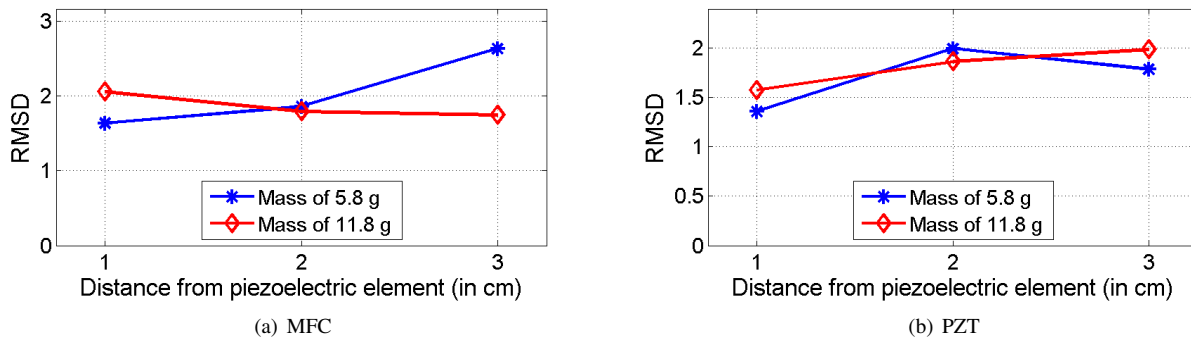 3
2
1
0
RMSD
Mass of 5.8 g
Mass of 11.8 g
1 2 3
Distance from piezoelectric element (in cm)
(a) MFC
2
1.5
1
0.5
0
RMSD
Mass of 5.8 g
Mass of 11.8 g
1 2 3
Distance from piezoelectric element (in cm)
(b) PZT